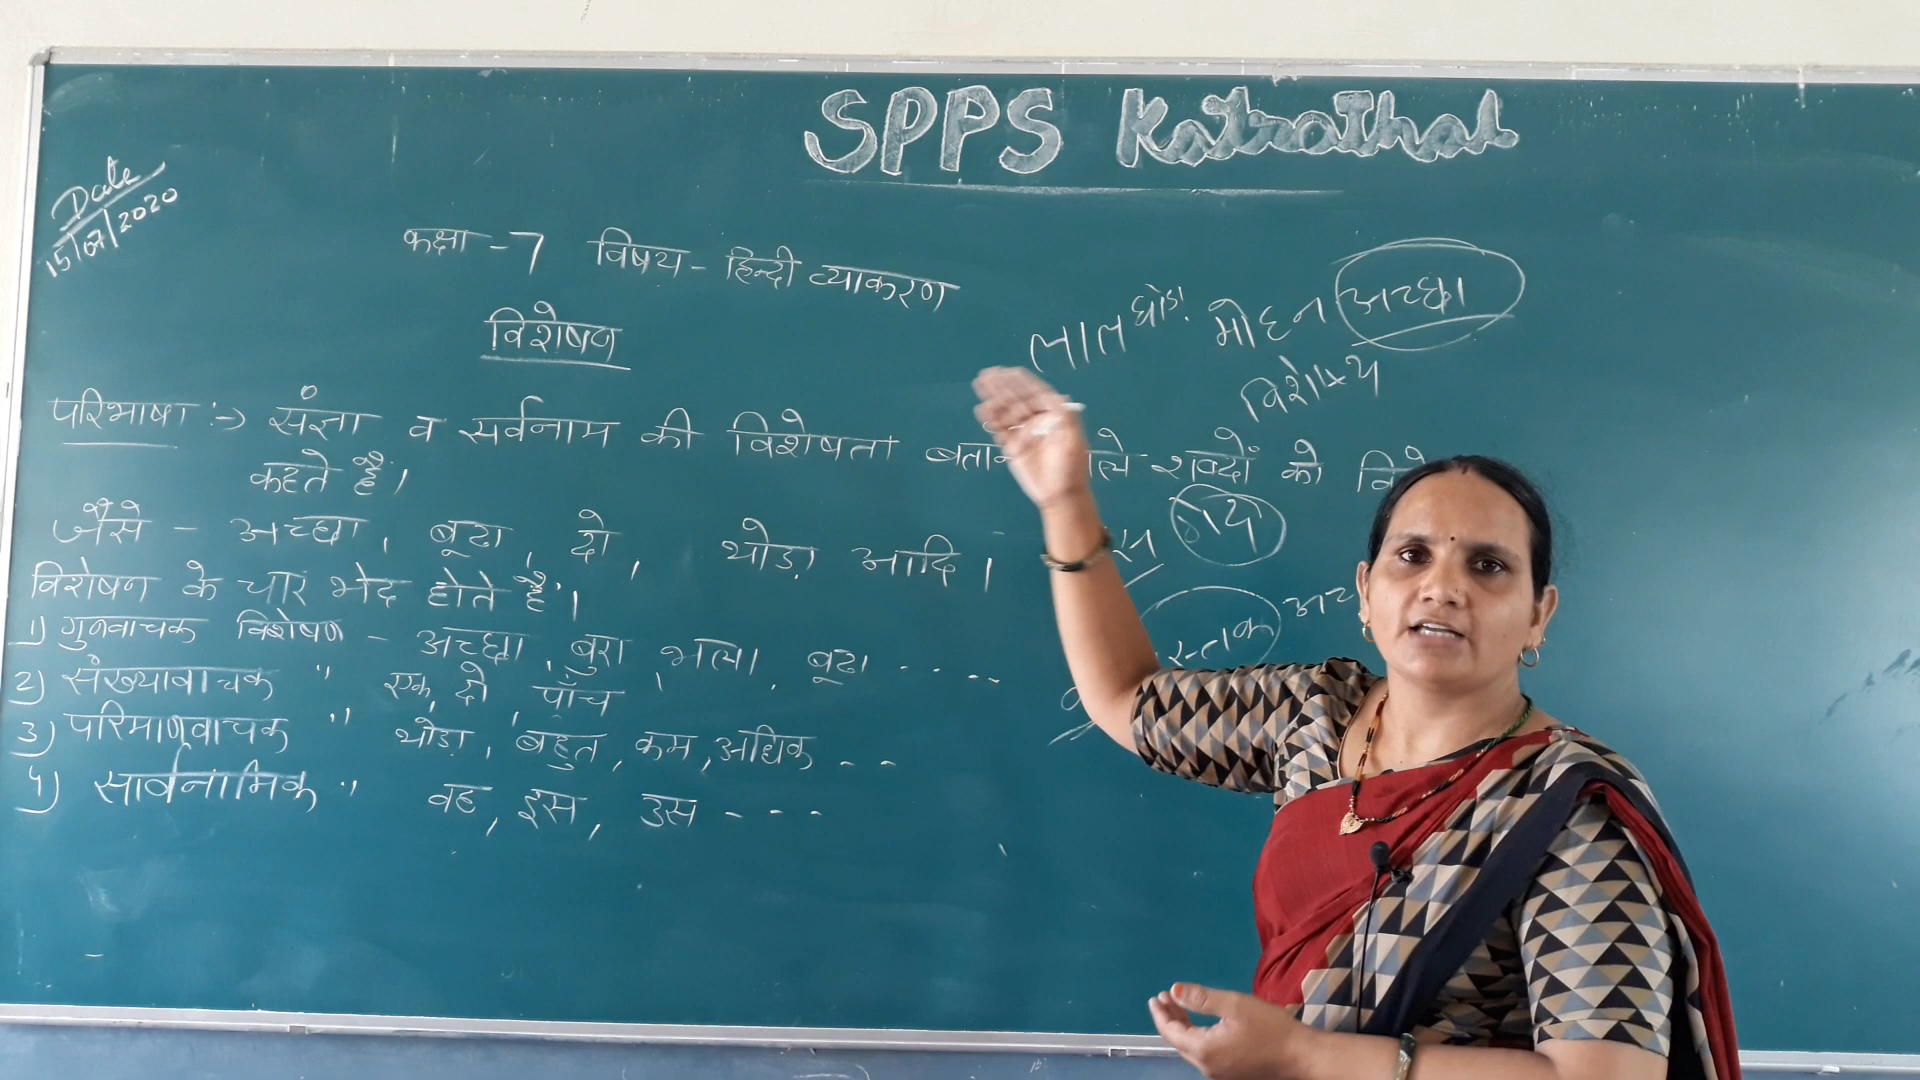 SPPS Katrathal
Date
15/07/2020
कक्षा -7 विषय - हिन्दी व्याकरण
विशेषण
लाल घोड़ा मोहन अच्छा
विशेष्य
परिभाषा :-> संज्ञा व सर्वनाम की विशेषता शब्दों को
कहते हैं।
जैसे - अच्छा, बूढा, दो, थोड़ा आदि।
विशेषन के चार भेद होते हैं।
1) गुणवाचक विशेषण - अच्छा, बुरा, भला, बूढा ....
2) संख्यावाचक " एक, दो, पाँच
3) परिमाणवाचक " थोड़ा, बहुत, कम, अधिक - -
4) सार्वनामिक " वह, इस, उस - - -